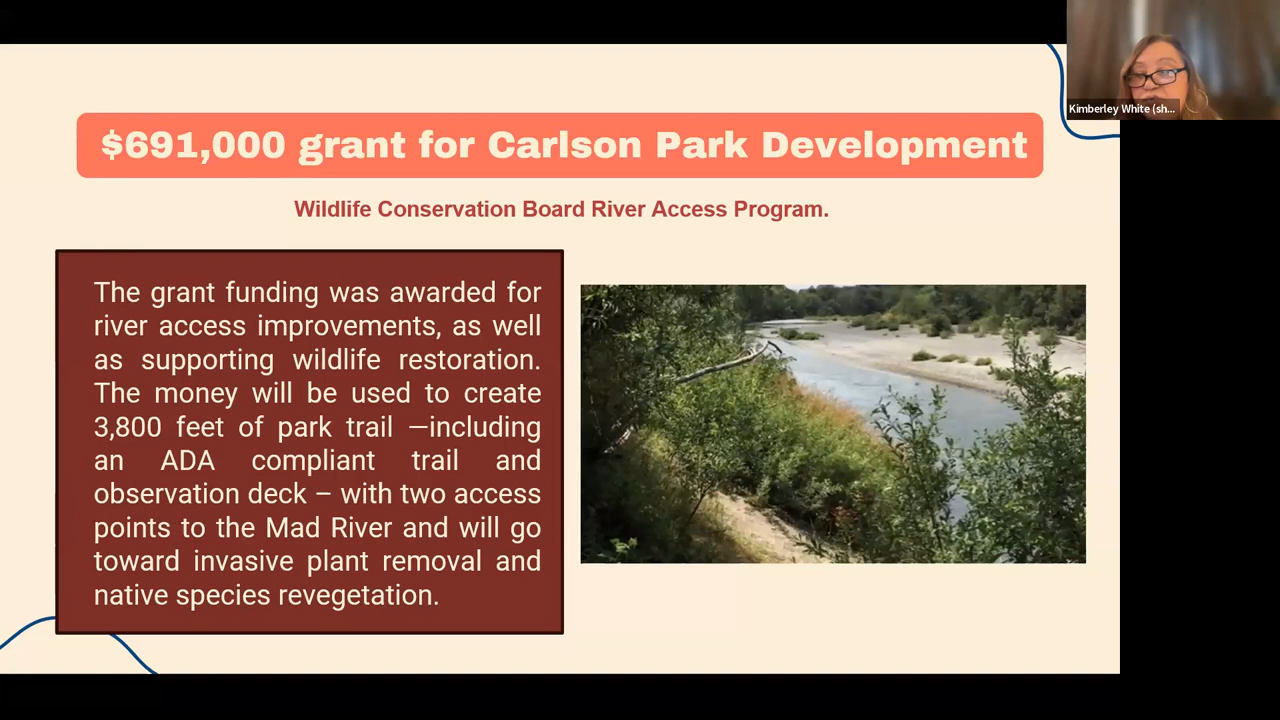 Kimberley White (sh...
$691,000 grant for Carlson Park Development
Wildlife Conservation Board River Access Program.
The grant funding was awarded for
river access improvements, as well
as supporting wildlife restoration.
The money will be used to create
3,800 feet of park trail —including
an ADA compliant trail and
observation deck – with two access
points to the Mad River and will go
toward invasive plant removal and
native species revegetation.